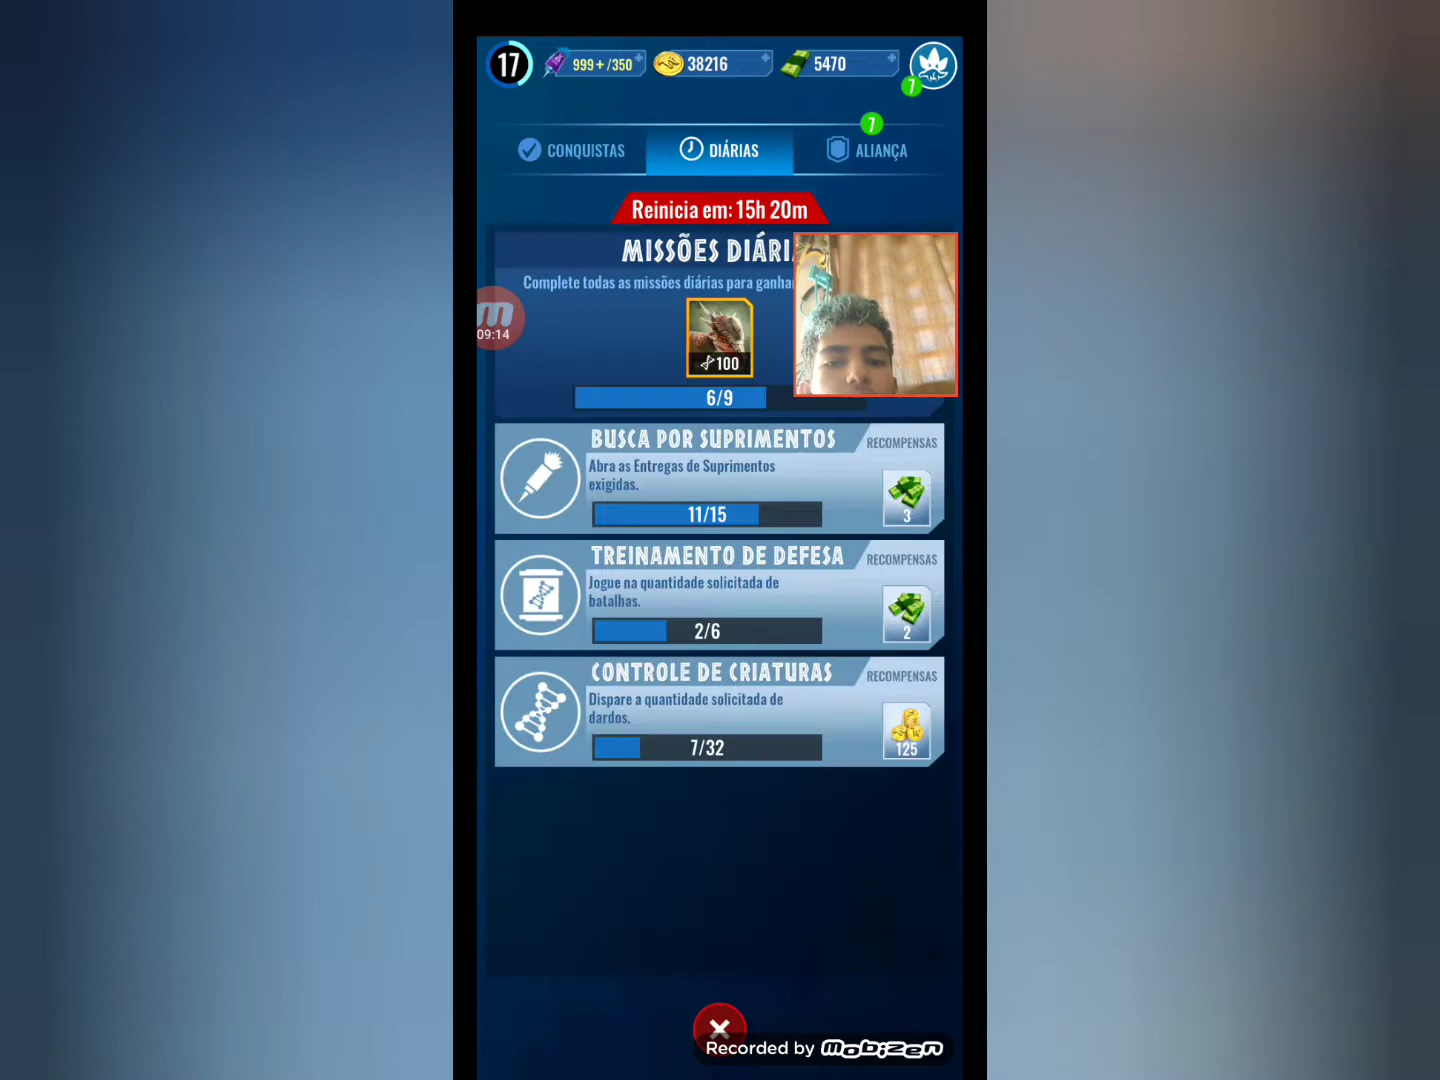 17
999+/350
38216
5470
7
7
CONQUISTAS
DIÁRIAS
ALIANÇA
Reinicia em: 15h 20m
MISSÕES
Complete todas as missões diárias para
m
09:14
100
6/9
BUSCA POR SUPRIMENTOS
RECOMPENSAS
Abra as Entregas de Suprimentos
exigidas.
11/15
3
TREINAMENTO DE DEFESA
RECOMPENSAS
Jogue na quantidade solicitada de
batalhas.
2/6
2
CONTROLE DE CRIATURAS
RECOMPENSAS
Dispare a quantidade solicitada de
dardos.
7/32
125
Recorded by mobizen